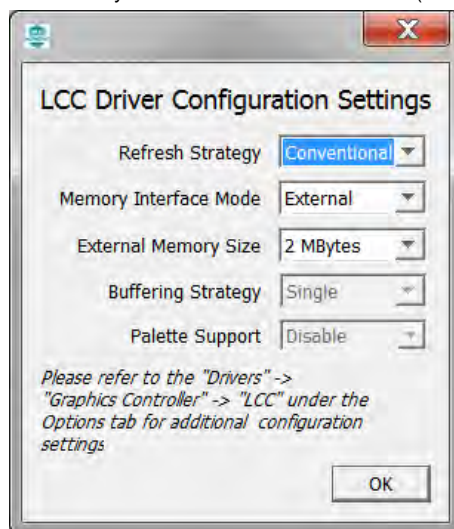 LCC Driver Configuration Settings
Refresh Strategy Conventional
Memory Interface Mode External
External Memory Size 2 MBytes
Buffering Strategy Single
Palette Support Disable
Please refer to the "Drivers" ->
"Graphics Controller" -> "LCC" under the
Options tab for additional configuration
settings
OK